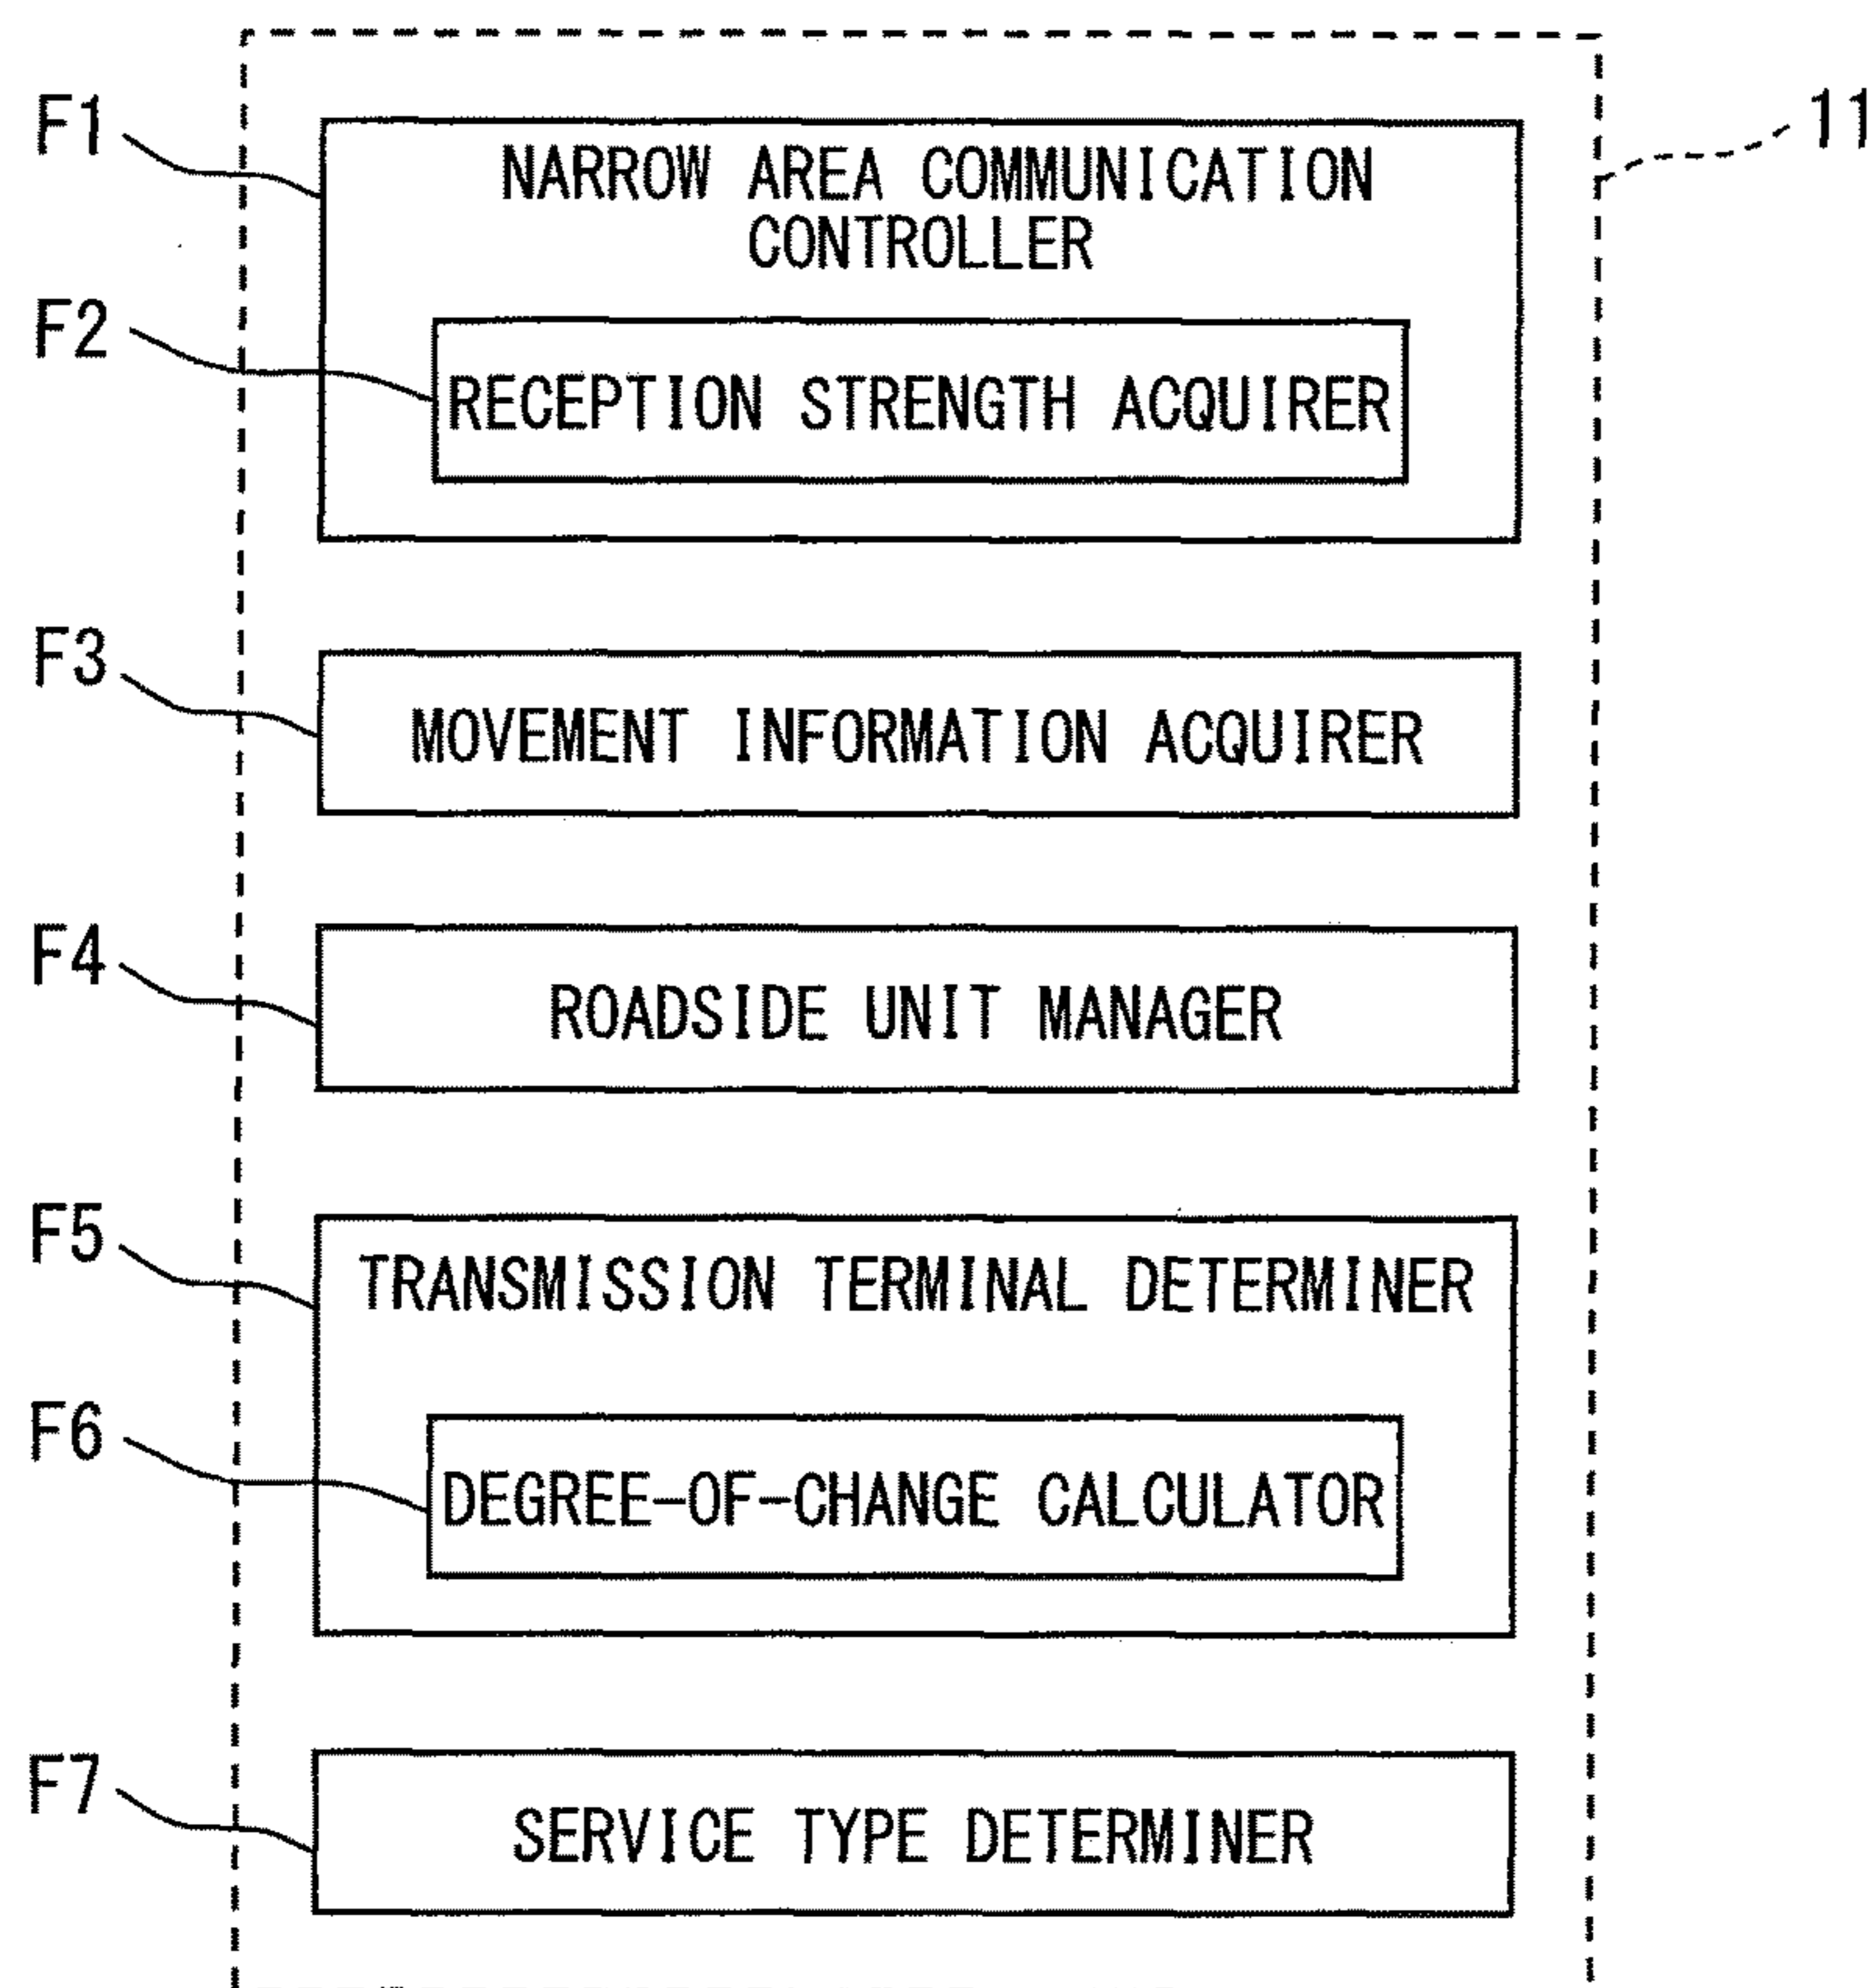 11
F1
NARROW AREA COMMUNICATION
CONTROLLER
F2
RECEPTION STRENGTH ACQUIRER
F3
MOVEMENT INFORMATION ACQUIRER
F4
ROADSIDE UNIT MANAGER
F5
TRANSMISSION TERMINAL DETERMINER
F6
DEGREE-OF-CHANGE CALCULATOR
F7
SERVICE TYPE DETERMINER